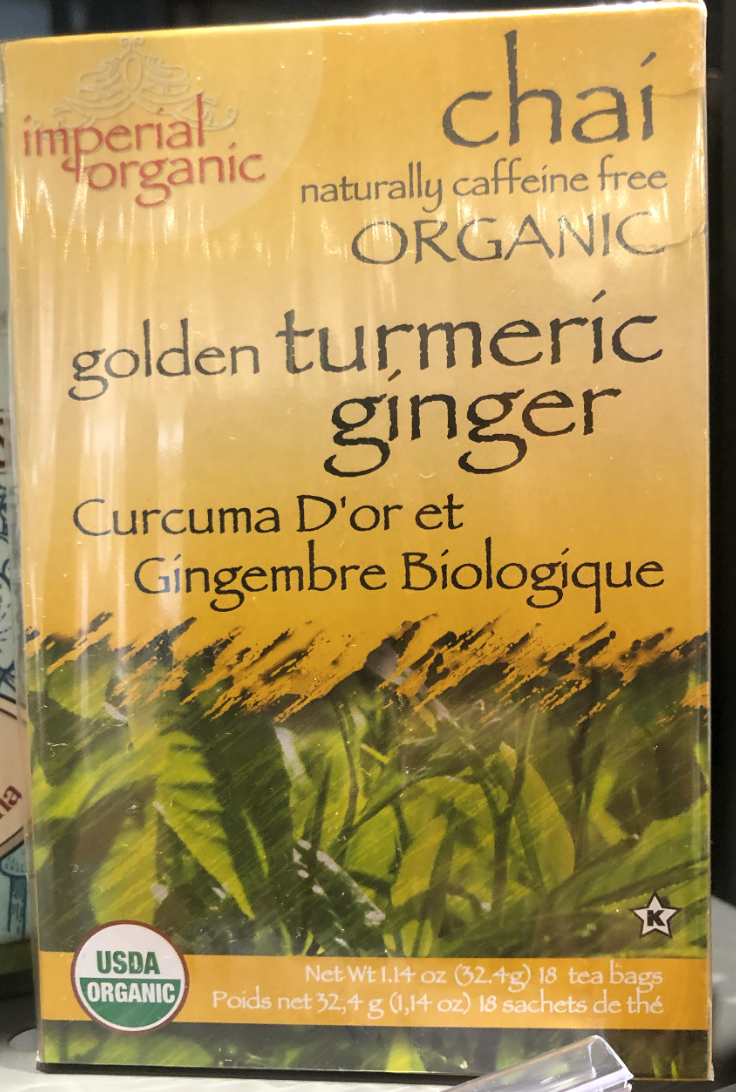 imperial
organic
chai
naturally caffeine free
ORGANIC
golden turmeric
ginger
Curcuma D'or et
Gingembre Biologique
K
USDA
ORGANIC
Net Wt 1.14 oz (32.4g) 18 tea bags
Poids net 32,4 g (1,14 oz) 18 sachets de thé